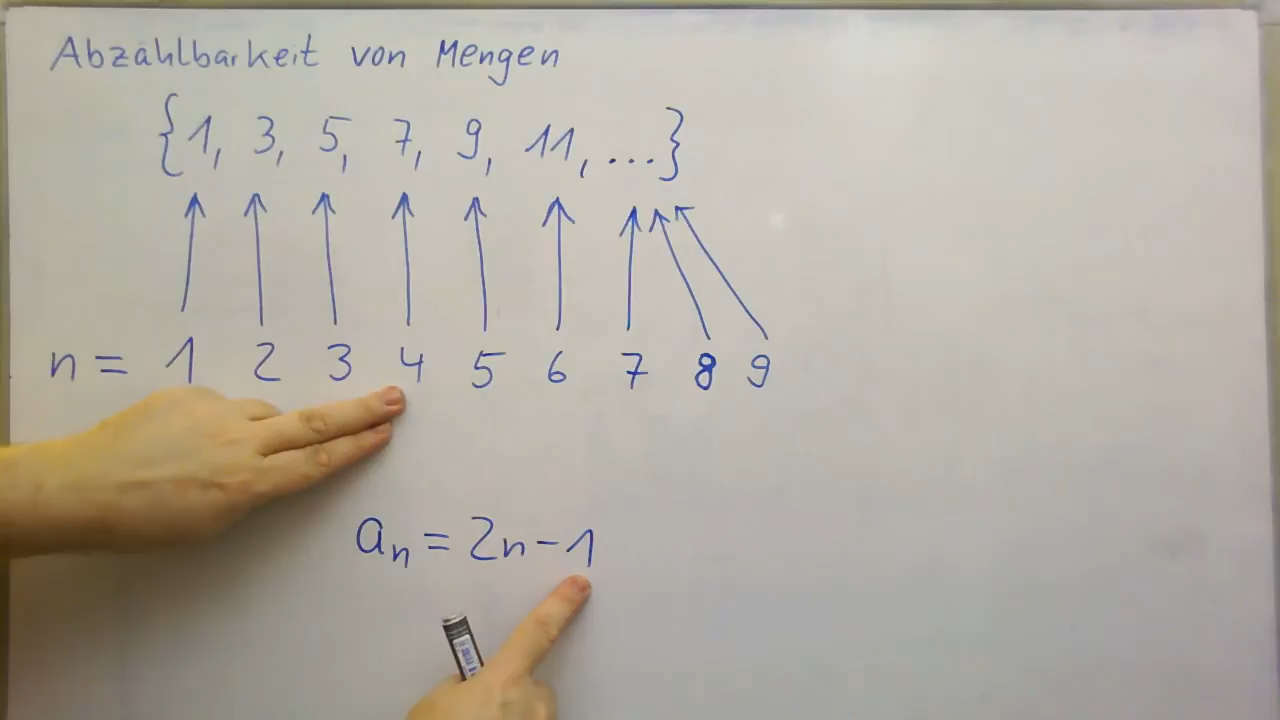 Abzählbarkeit von Mengen
{1, 3, 5, 7, 9, 11, ...}
n = 1 2 3 4 5 6 7 8 9
aₙ = 2n - 1